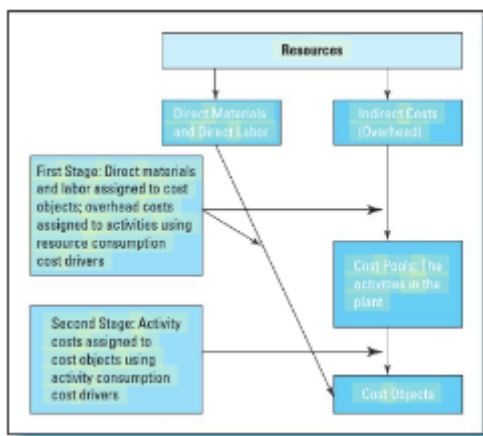 Resources
Direct Materials
and Direct Labor
Indirect Costs
(Overhead)
First Stage: Direct materials
and labor assigned to cost
objects; overhead costs
assigned to activities using
resource consumption
cost drivers
Cost Pools: The
activities in the
plant
Second Stage: Activity
costs assigned to
cost objects using
activity consumption
cost drivers
Cost Objects